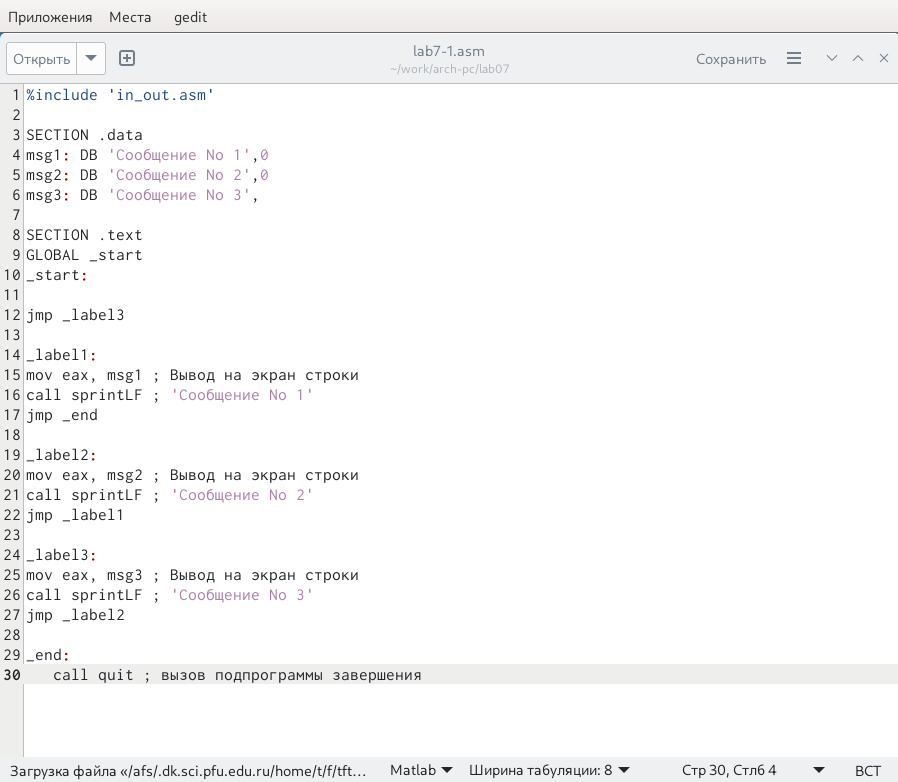 Приложения Места gedit
Открыть lab7-1.asm Сохранить
~/work/arch-pc/lab07
1 %include 'in_out.asm'
2
3 SECTION .data
4 msg1: DB 'Сообщение No 1',0
5 msg2: DB 'Сообщение No 2',0
6 msg3: DB 'Сообщение No 3',
7
8 SECTION .text
9 GLOBAL _start
10 _start:
11
12 jmp _label3
13
14 _label1:
15 mov eax, msg1 ; Вывод на экран строки
16 call sprintLF ; 'Сообщение No 1'
17 jmp _end
18
19 _label2:
20 mov eax, msg2 ; Вывод на экран строки
21 call sprintLF ; 'Сообщение No 2'
22 jmp _label1
23
24 _label3:
25 mov eax, msg3 ; Вывод на экран строки
26 call sprintLF ; 'Сообщение No 3'
27 jmp _label2
28
29 _end:
30 call quit ; вызов подпрограммы завершения
Загрузка файла «/afs/.dk.sci.pfu.edu.ru/home/t/f/tft… Matlab Ширина табуляции: 8 Стр 30, Стлб 4 ВСТ